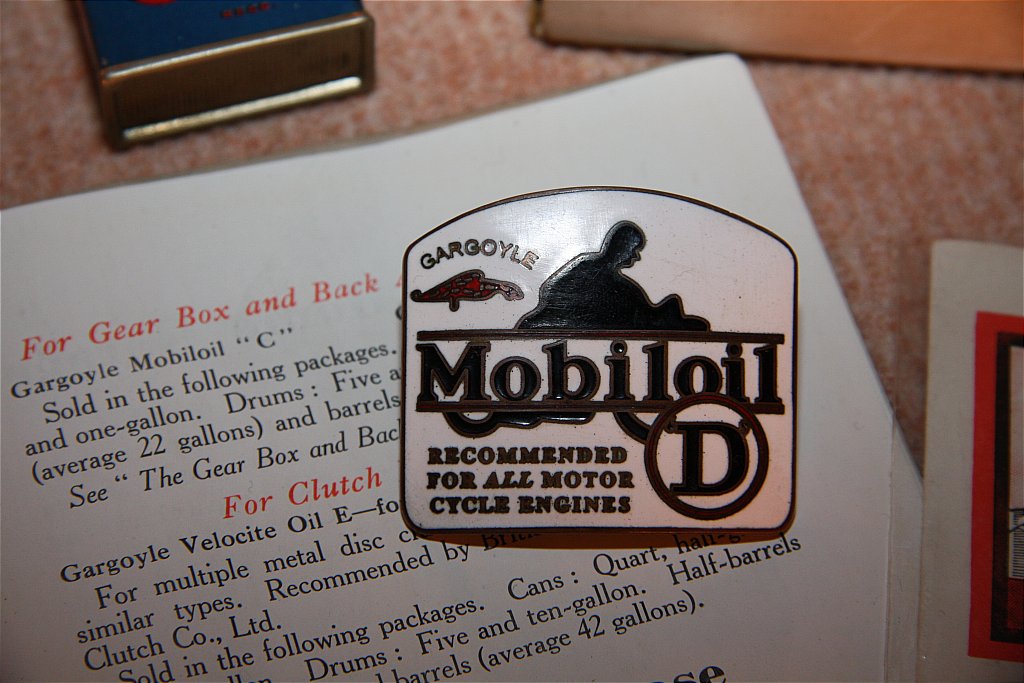 For Gear Box and Back
Gargoyle Mobiloil “ C ”
Sold in the following packages.
and one-gallon. Drums : Five
(average 22 gallons) and barrels
See “ The Gear Box and Back
For Clutch
Gargoyle Velocite Oil E—fo
For multiple metal disc
similar types. Recommended by Brit
Clutch Co., Ltd.
Sold in the following packages. Cans : Quart, half-g
Drums : Five and ten-gallon. Half-barrels
barrels (average 42 gallons).
GARGOYLE
Mobiloil
"D"
RECOMMENDED
FOR ALL MOTOR
CYCLE ENGINES